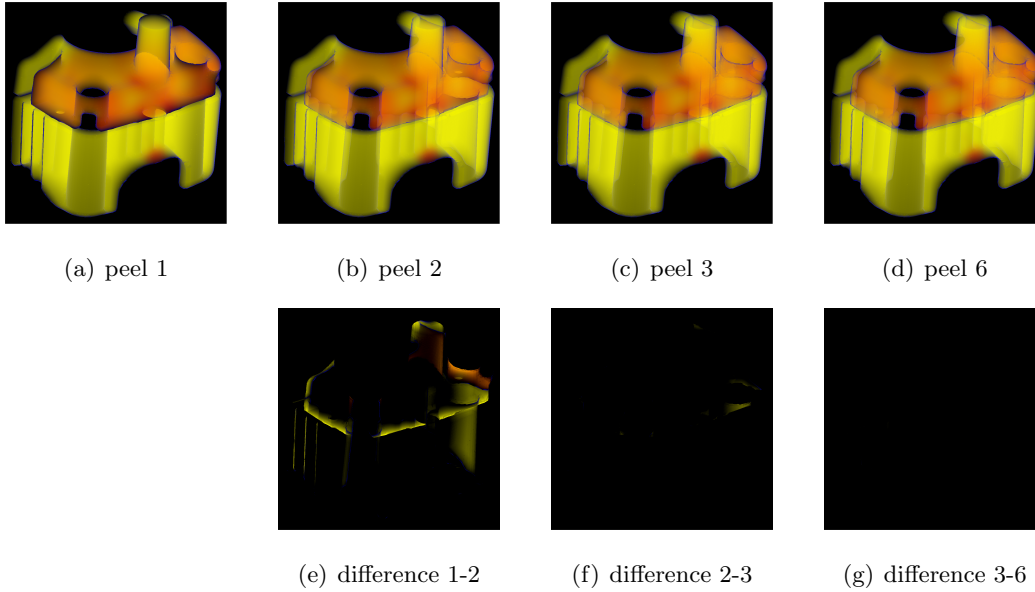 (a) peel 1 (b) peel 2 (c) peel 3 (d) peel 6
(e) difference 1-2 (f) difference 2-3 (g) difference 3-6